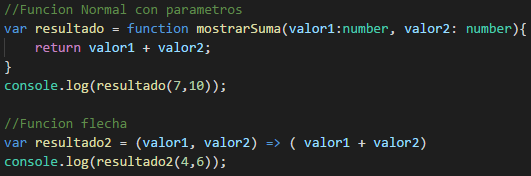 //Funcion Normal con parametros
var resultado = function mostrarSuma(valor1:number, valor2: number){
    return valor1 + valor2;
}
console.log(resultado(7,10));

//Funcion flecha
var resultado2 = (valor1, valor2) => ( valor1 + valor2)
console.log(resultado2(4,6));